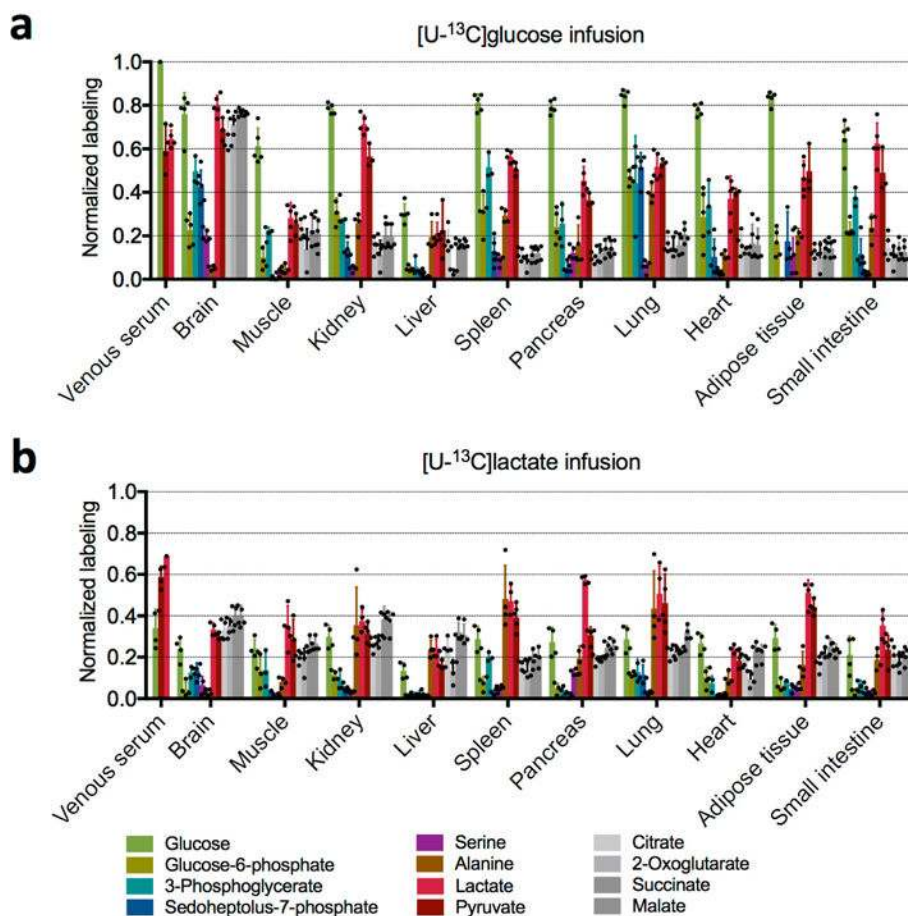 a
[U-¹³C]glucose infusion
Normalized labeling
1.0
0.8
0.6
0.4
0.2
0.0
Venous serum
Brain
Muscle
Kidney
Liver
Spleen
Pancreas
Lung
Heart
Adipose tissue
Small intestine
b
[U-¹³C]lactate infusion
Normalized labeling
1.0
0.8
0.6
0.4
0.2
0.0
Venous serum
Brain
Muscle
Kidney
Liver
Spleen
Pancreas
Lung
Heart
Adipose tissue
Small intestine
Glucose
Glucose-6-phosphate
3-Phosphoglycerate
Sedoheptolus-7-phosphate
Serine
Alanine
Lactate
Pyruvate
Citrate
2-Oxoglutarate
Succinate
Malate